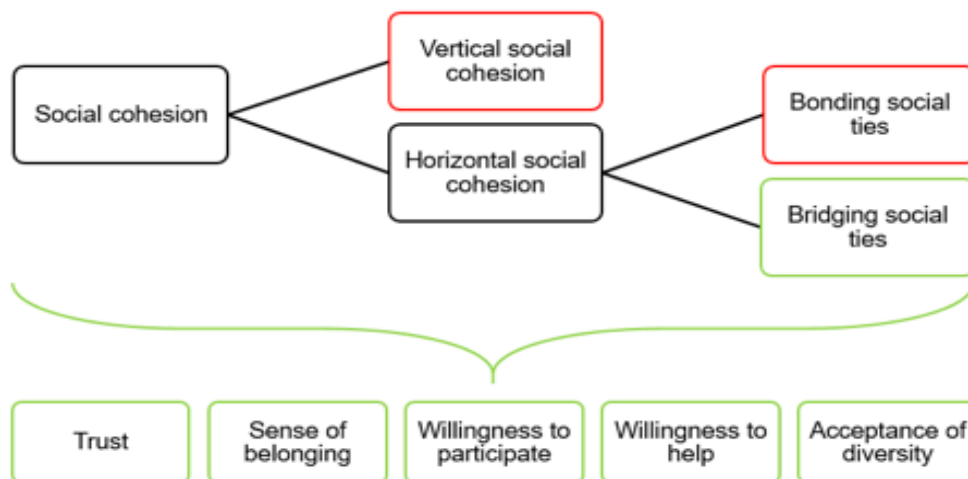 Social cohesion
Vertical social
cohesion
Horizontal social
cohesion
Bonding social
ties
Bridging social
ties
Trust
Sense of
belonging
Willingness to
participate
Willingness to
help
Acceptance of
diversity